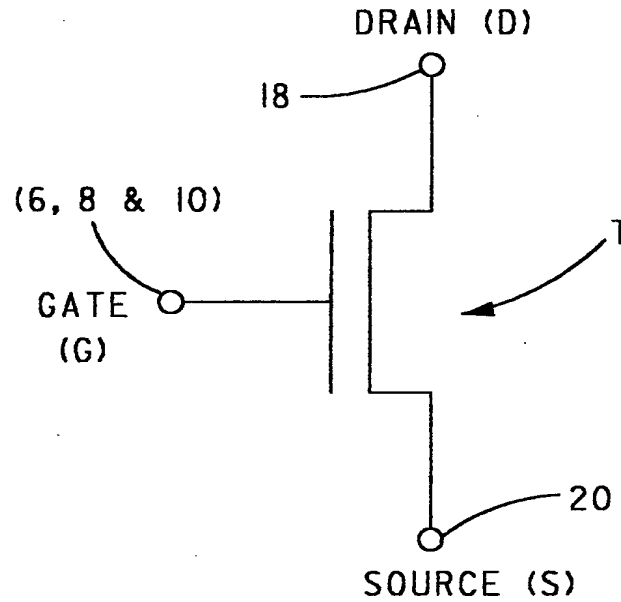 DRAIN (D)
18
(6, 8 & 10)
T
GATE
(G)
20
SOURCE (S)